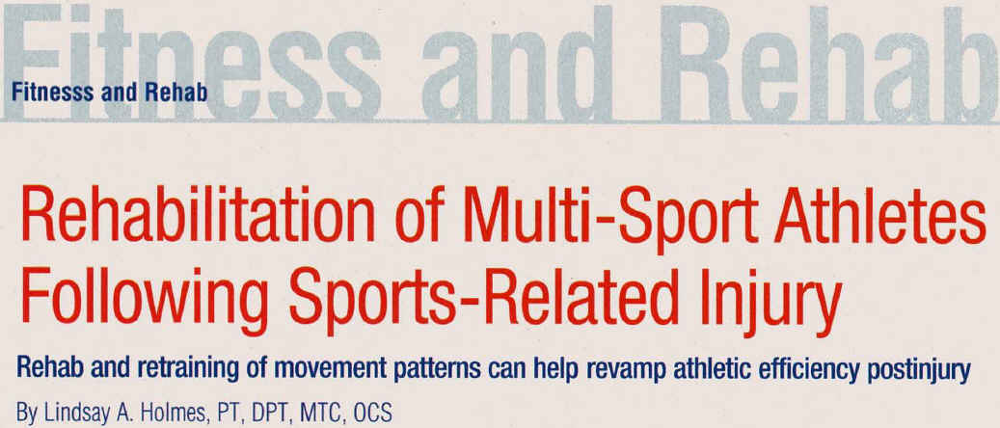 Fitness and Rehab
Fitnesss and Rehab
Rehabilitation of Multi-Sport Athletes
Following Sports-Related Injury
Rehab and retraining of movement patterns can help revamp athletic efficiency postinjury
By Lindsay A. Holmes, PT, DPT, MTC, OCS